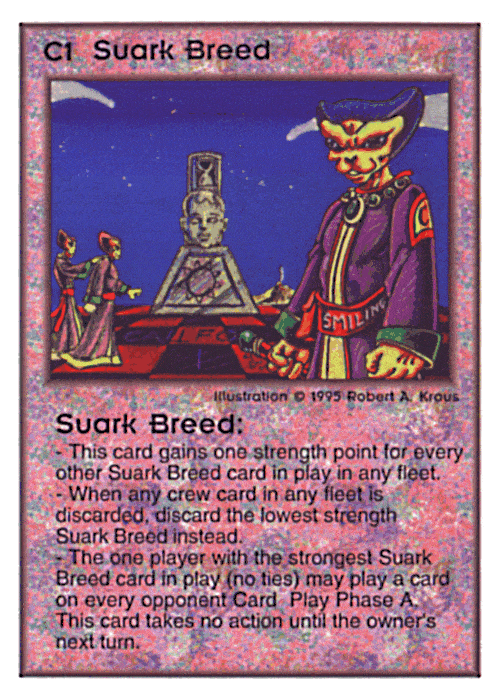 C1 Suark Breed
C
SMILING
Illustration © 1995 Robert A. Kraus
Suark Breed:
- This card gains one strength point for every
other Suark Breed card in play in any fleet.
- When any crew card in any fleet is
discarded, discard the lowest strength
Suark Breed instead.
- The one player with the strongest Suark
Breed card in play (no ties) may play a card
on every opponent Card Play Phase A.
This card takes no action until the owner's
next turn.